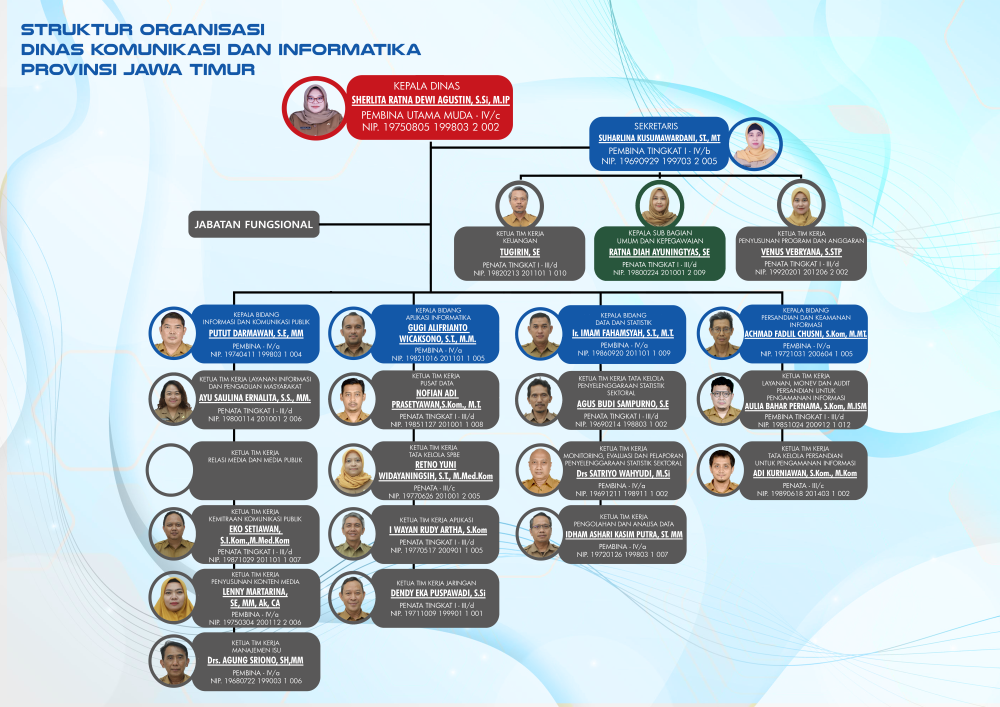 STRUKTUR ORGANISASI
DINAS KOMUNIKASI DAN INFORMATIKA
PROVINSI JAWA TIMUR
KEPALA DINAS
SHERLITA RATNA DEWI AGUSTIN, S.Si, M.IP
PEMBINA UTAMA MUDA - IV/c
NIP. 19750805 199803 2 002
SEKRETARIS
SUHARLINA KUSUMAWARDANI, ST., MT
PEMBINA TINGKAT I - IV/b
NIP. 19690929 199703 2 005
JABATAN FUNGSIONAL
KETUA TIM KERJA
KEUANGAN
TUGIRIN, SE
PENATA TINGKAT I - III/d
NIP. 19820213 201101 1 010
KEPALA SUB BAGIAN
UMUM DAN KEPEGAWAIAN
RATNA DIAH AYUNINGTYAS, SE
PENATA TINGKAT I - III/d
NIP. 19800224 201001 2 009
KETUA TIM KERJA
PENYUSUNAN PROGRAM DAN ANGGARAN
VENUS VEBRYANA, S.STP
PENATA TINGKAT I - III/d
NIP. 19920201 201206 2 002
KEPALA BIDANG
INFORMASI DAN KOMUNIKASI PUBLIK
PUTUT DARMAWAN, S.E, MM
PEMBINA - IV/a
NIP. 19740411 199803 1 004
KETUA TIM KERJA LAYANAN INFORMASI
DAN PENGADUAN MASYARAKAT
AYU SAULINA ERNALITA, S.S., MM.
PENATA TINGKAT I - III/d
NIP. 19800114 201001 2 006
KETUA TIM KERJA
RELASI MEDIA DAN MEDIA PUBLIK
KETUA TIM KERJA
KEMITRAAN KOMUNIKASI PUBLIK
EKO SETIAWAN,
S.I.Kom.,M.Med.Kom
PENATA TINGKAT I - III/d
NIP. 19871029 201101 1 007
KETUA TIM KERJA
PENYUSUNAN KONTEN MEDIA
LENNY MARTARINA,
SE, MM, Ak, CA
PEMBINA - IV/a
NIP. 19750304 200112 2 006
KETUA TIM KERJA
MANAJEMEN ISU
Drs. AGUNG SRIONO, SH,MM
PEMBINA - IV/a
NIP. 19680722 199003 1 006
KEPALA BIDANG
APLIKASI INFORMATIKA
GUGI ALIFRIANTO
WICAKSONO, S.T., M.M.
PEMBINA - IV/a
NIP. 19821016 201101 1 005
KETUA TIM KERJA
PUSAT DATA
NOFIAN ADI
PRASETYAWAN,S.Kom., M.T.
PENATA TINGKAT I - III/d
NIP. 19851127 201001 1 008
KETUA TIM KERJA
TATA KELOLA SPBE
RETNO YUNI
WIDAYANINGSIH, S.T., M.Med.Kom
PENATA - III/c
NIP. 19770626 201001 2 005
KETUA TIM KERJA APLIKASI
I WAYAN RUDY ARTHA, S.Kom
PENATA TINGKAT I - III/d
NIP. 19770517 200901 1 005
KETUA TIM KERJA JARINGAN
DENDY EKA PUSPAWADI, S.Si
PENATA TINGKAT I - III/d
NIP. 19711009 199901 1 001
KEPALA BIDANG
DATA DAN STATISTIK
Ir. IMAM FAHAMSYAH, S.T., M.T.
PEMBINA - IV/a
NIP. 19860920 201101 1 009
KETUA TIM KERJA TATA KELOLA
PENYELENGGARAAN STATISTIK
SEKTORAL
AGUS BUDI SAMPURNO, S.E
PENATA TINGKAT I - III/d
NIP. 19690214 198803 1 002
KETUA TIM KERJA
MONITORING, EVALUASI DAN PELAPORAN
PENYELENGGARAAN STATISTIK SEKTORAL
Drs SATRIYO WAHYUDI, M.Si
PEMBINA - IV/a
NIP. 19691211 198911 1 002
KETUA TIM KERJA
PENGOLAHAN DAN ANALISA DATA
IDHAM ASHARI KASIM PUTRA, ST. MM
PEMBINA - IV/a
NIP. 19720126 199803 1 007
KEPALA BIDANG
PERSANDIAN DAN KEAMANAN
INFORMASI
ACHMAD FADLIL CHUSNI, S.Kom, M.MT.
PEMBINA - IV/a
NIP. 19721031 200604 1 005
KETUA TIM KERJA
LAYANAN, MONEV DAN AUDIT
PERSANDIAN UNTUK
PENGAMANAN INFORMASI
AULIA BAHAR PERNAMA, S.Kom, M.ISM
PEMBINA TINGKAT I - III/d
NIP. 19851024 200912 1 012
KETUA TIM KERJA
TATA KELOLA PERSANDIAN
UNTUK PENGAMANAN INFORMASI
ADI KURNIAWAN, S.Kom., M.Kom
PENATA - III/c
NIP. 19890618 201403 1 002